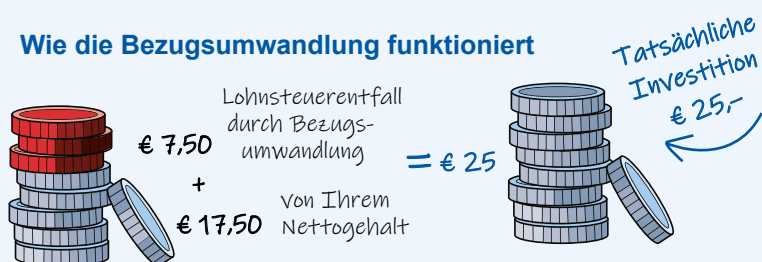 Wie die Bezugsumwandlung funktioniert
Tatsächliche
Investition
€ 25,-
Lohnsteuerentfall
durch Bezugs-
umwandlung
€ 7,50
+
€ 17,50
von Ihrem
Nettogehalt
= € 25